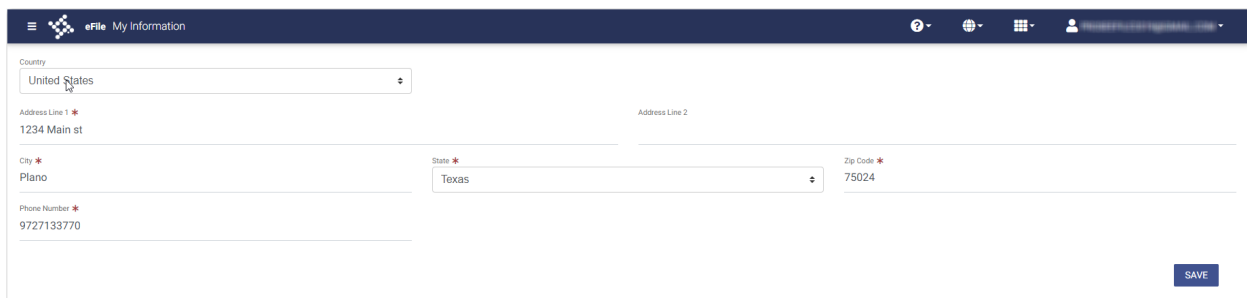 eFile My Information
Country
United States
Address Line 1 *
Address Line 2
1234 Main st
City *
State *
Zip Code *
Plano
Texas
75024
Phone Number *
9727133770
SAVE